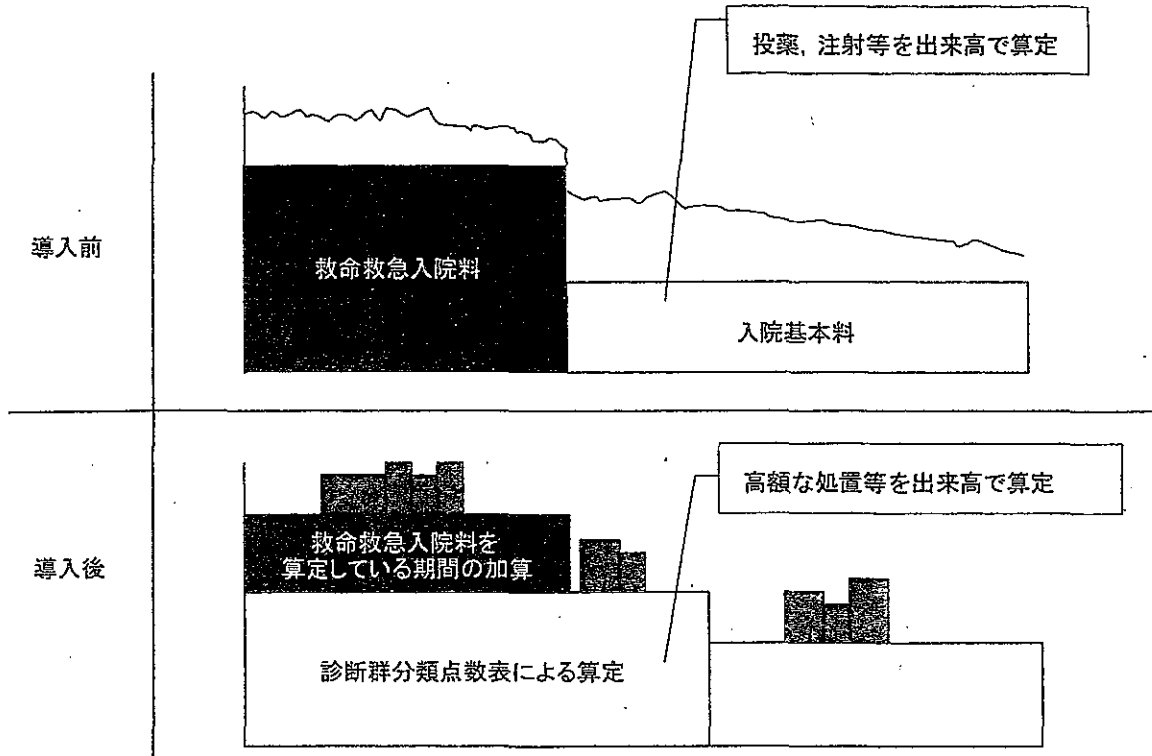 投薬, 注射等を出来高で算定
導入前
救命救急入院料
入院基本料
高額な処置等を出来高で算定
導入後
救命救急入院料を
算定している期間の加算
診断群分類点数表による算定